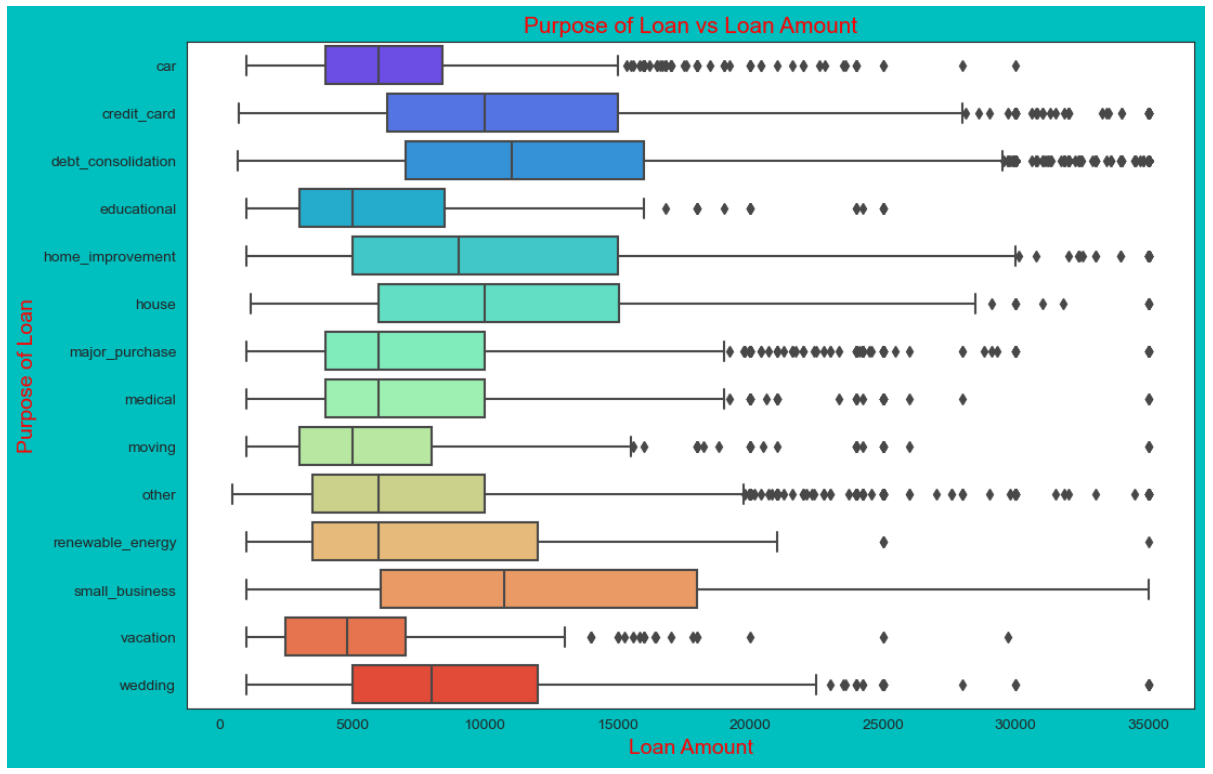 Purpose of Loan vs Loan Amount
Purpose of Loan
car
credit_card
debt_consolidation
educational
home_improvement
house
major_purchase
medical
moving
other
renewable_energy
small_business
vacation
wedding
0 5000 10000 15000 20000 25000 30000 35000
Loan Amount